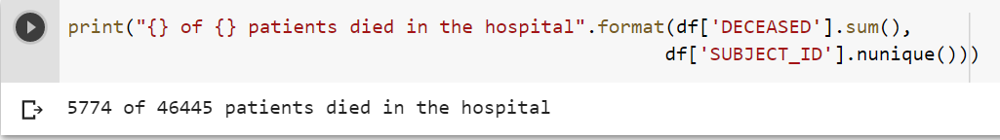 print("{} of {} patients died in the hospital".format(df['DECEASED'].sum(),
df['SUBJECT_ID'].nunique()))
5774 of 46445 patients died in the hospital